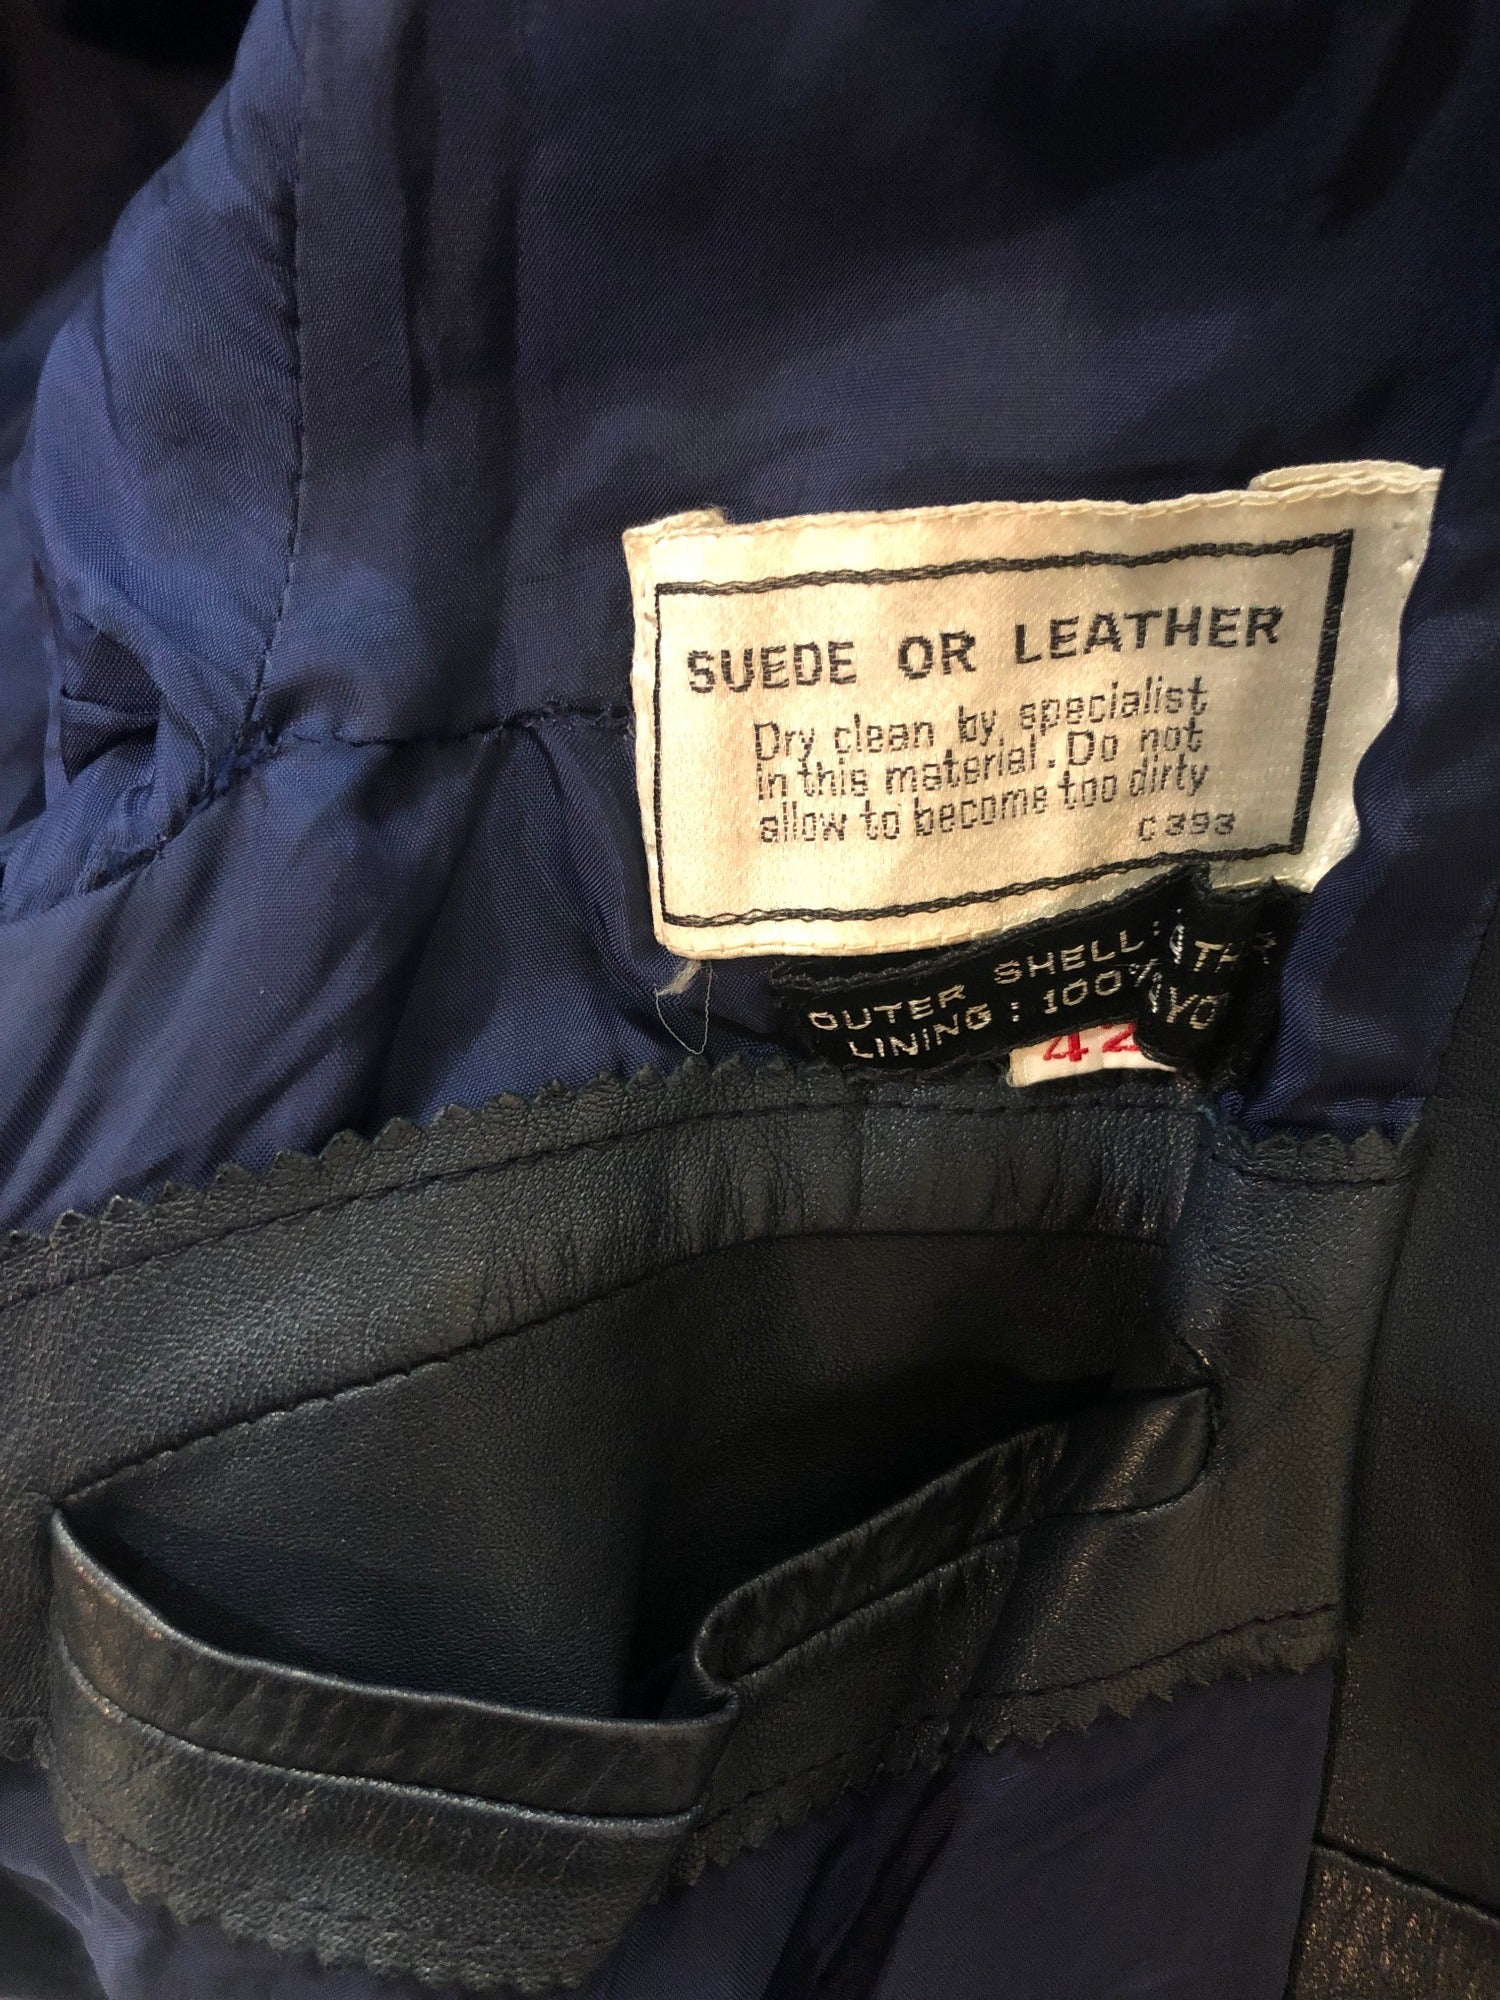 SUEDE OR LEATHER
Dry clean by specialist
in this material. Do not
allow to become too dirty
C393
OUTER SHELL:
LINING: 100%
42